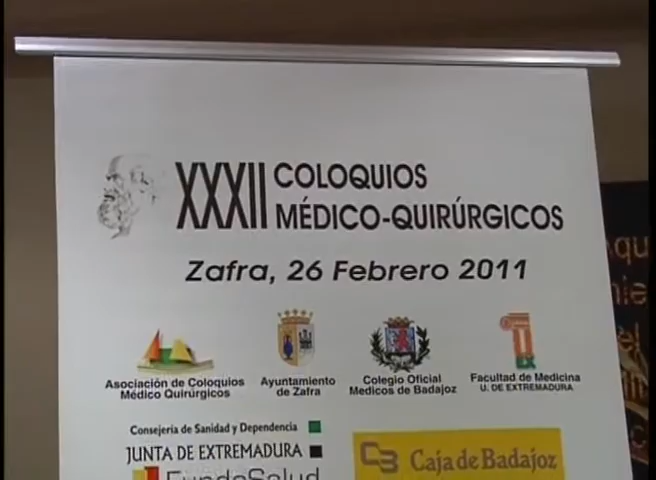 XXXII COLOQUIOS
MÉDICO-QUIRÚRGICOS
Zafra, 26 Febrero 2011
Asociación de Coloquios
Médico Quirúrgicos
Ayuntamiento
de Zafra
Colegio Oficial
Medicos de Badajoz
Facultad de Medicina
U. DE EXTREMADURA
Consejería de Sanidad y Dependencia
JUNTA DE EXTREMADURA
FundeSalud
Caja de Badajoz